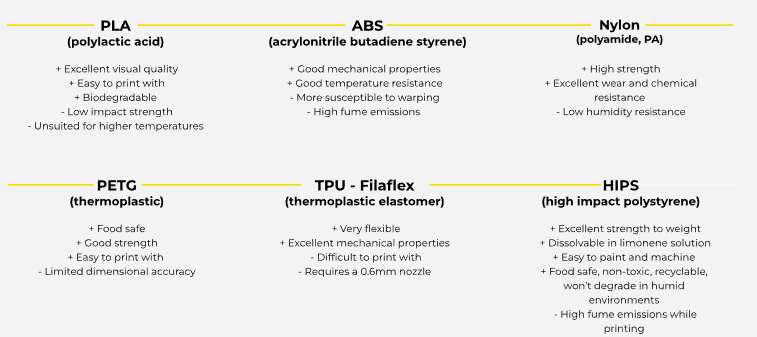 PLA
(polylactic acid)
+ Excellent visual quality
+ Easy to print with
+ Biodegradable
- Low impact strength
- Unsuited for higher temperatures
ABS
(acrylonitrile butadiene styrene)
+ Good mechanical properties
+ Good temperature resistance
- More susceptible to warping
- High fume emissions
Nylon
(polyamide, PA)
+ High strength
+ Excellent wear and chemical
resistance
- Low humidity resistance
PETG
(thermoplastic)
+ Food safe
+ Good strength
+ Easy to print with
- Limited dimensional accuracy
TPU - Filaflex
(thermoplastic elastomer)
+ Very flexible
+ Excellent mechanical properties
- Difficult to print with
- Requires a 0.6mm nozzle
HIPS
(high impact polystyrene)
+ Excellent strength to weight
+ Dissolvable in limonene solution
+ Easy to paint and machine
+ Food safe, non-toxic, recyclable,
won't degrade in humid
environments
- High fume emissions while
printing